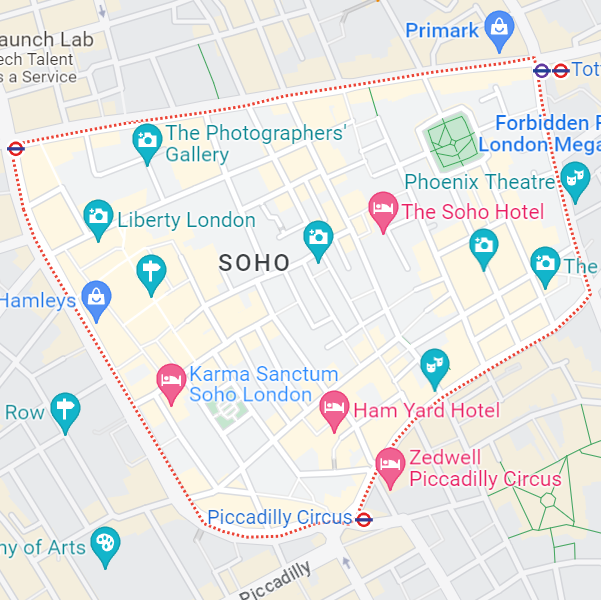 Primark
aunch Lab
ech Talent
s a Service
Tot
Forbidden P
London Mega
The Photographers'
Gallery
Phoenix Theatre
The Soho Hotel
Liberty London
SOHO
The
Hamleys
Karma Sanctum
Soho London
Row
Ham Yard Hotel
Zedwell
Piccadilly Circus
Piccadilly Circus
ny of Arts
Piccadilly